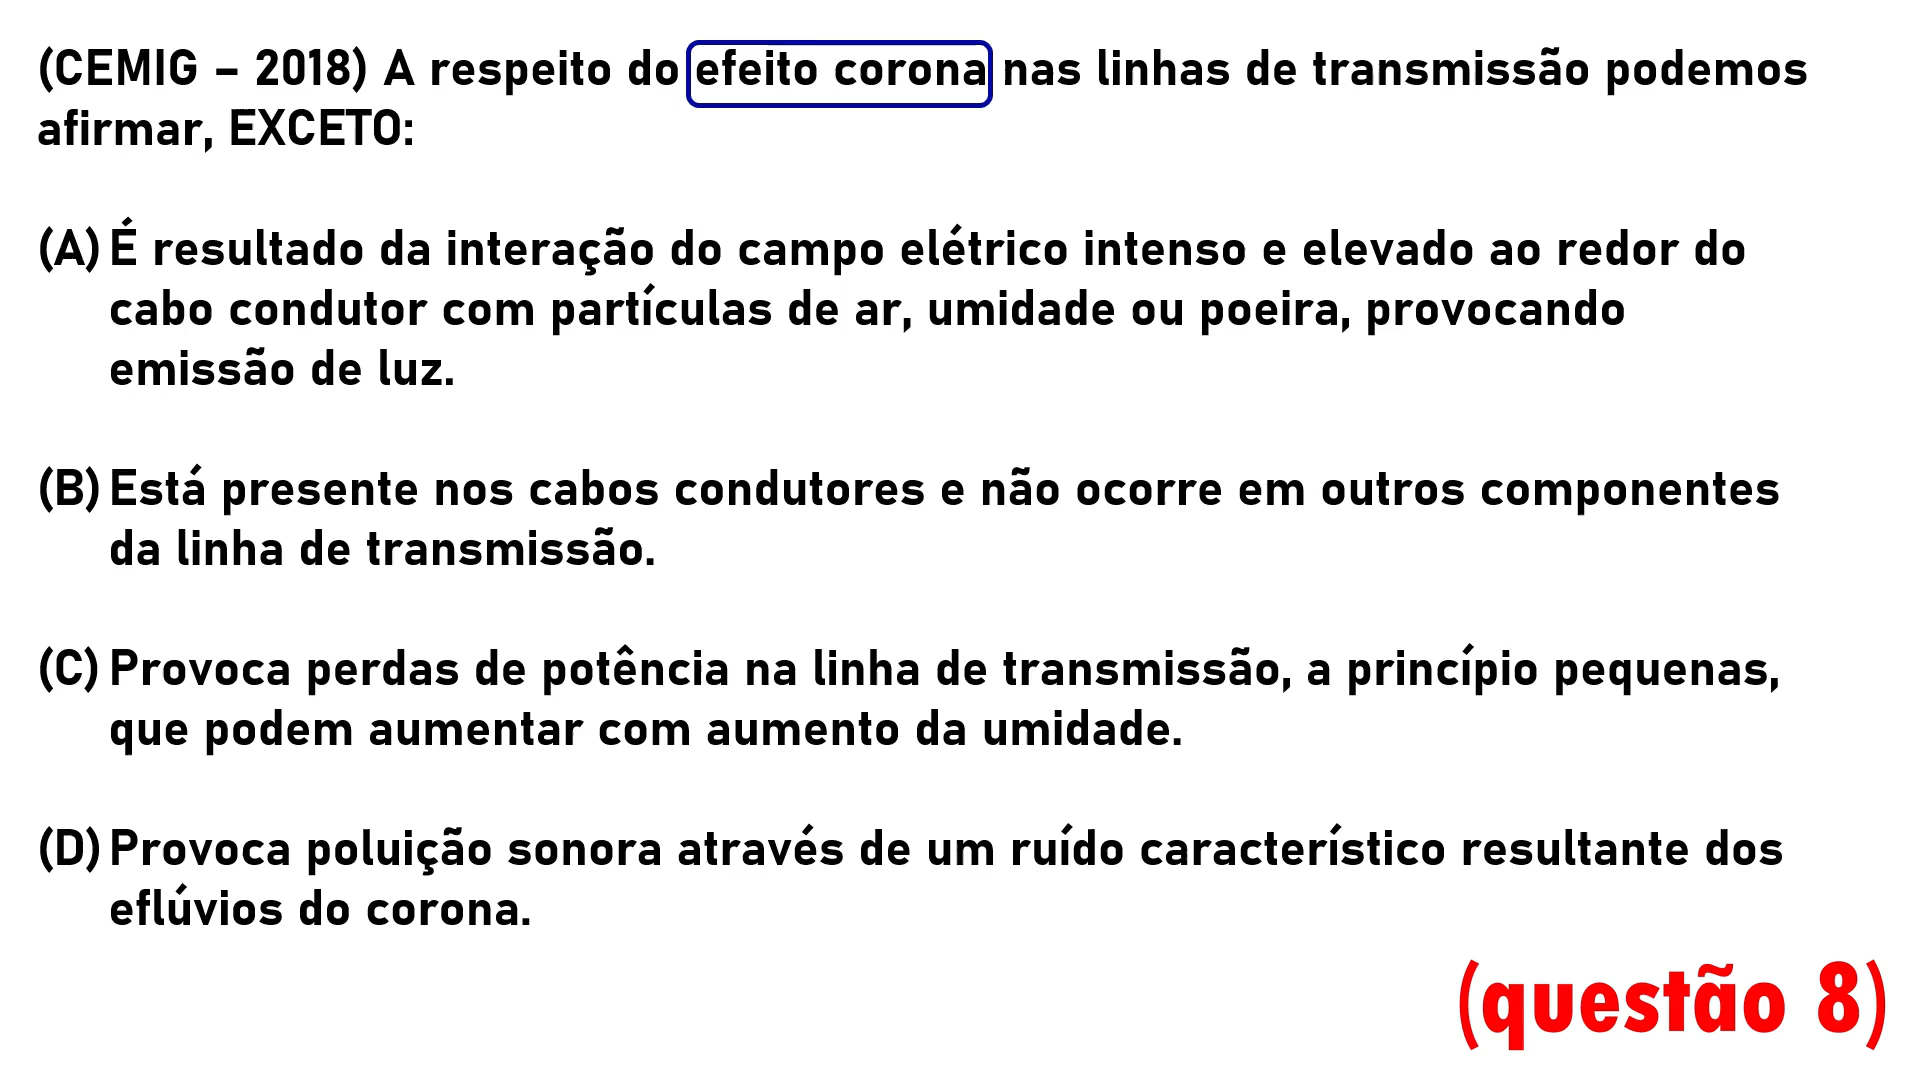 (CEMIG – 2018) A respeito do efeito corona nas linhas de transmissão podemos
afirmar, EXCETO:
(A) É resultado da interação do campo elétrico intenso e elevado ao redor do
cabo condutor com partículas de ar, umidade ou poeira, provocando
emissão de luz.
(B) Está presente nos cabos condutores e não ocorre em outros componentes
da linha de transmissão.
(C) Provoca perdas de potência na linha de transmissão, a princípio pequenas,
que podem aumentar com aumento da umidade.
(D) Provoca poluição sonora através de um ruído característico resultante dos
eflúvios do corona.
(questão 8)